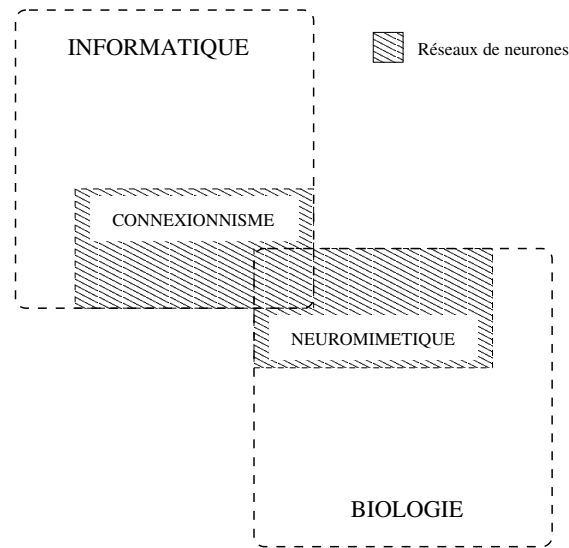 INFORMATIQUE
Réseaux de neurones
CONNEXIONNISME
NEUROMIMETIQUE
BIOLOGIE